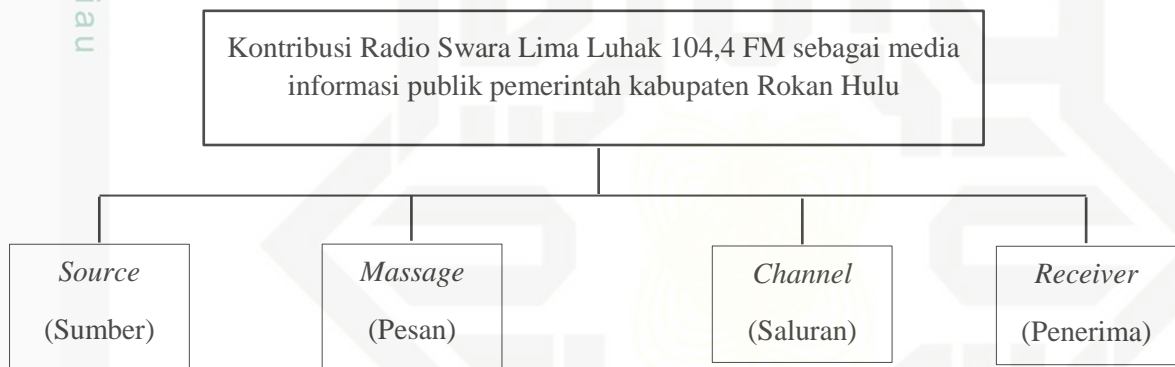 iau
Kontribusi Radio Swara Lima Luhak 104,4 FM sebagai media
informasi publik pemerintah kabupaten Rokan Hulu
Source
(Sumber)
Massage
(Pesan)
Channel
(Saluran)
Receiver
(Penerima)